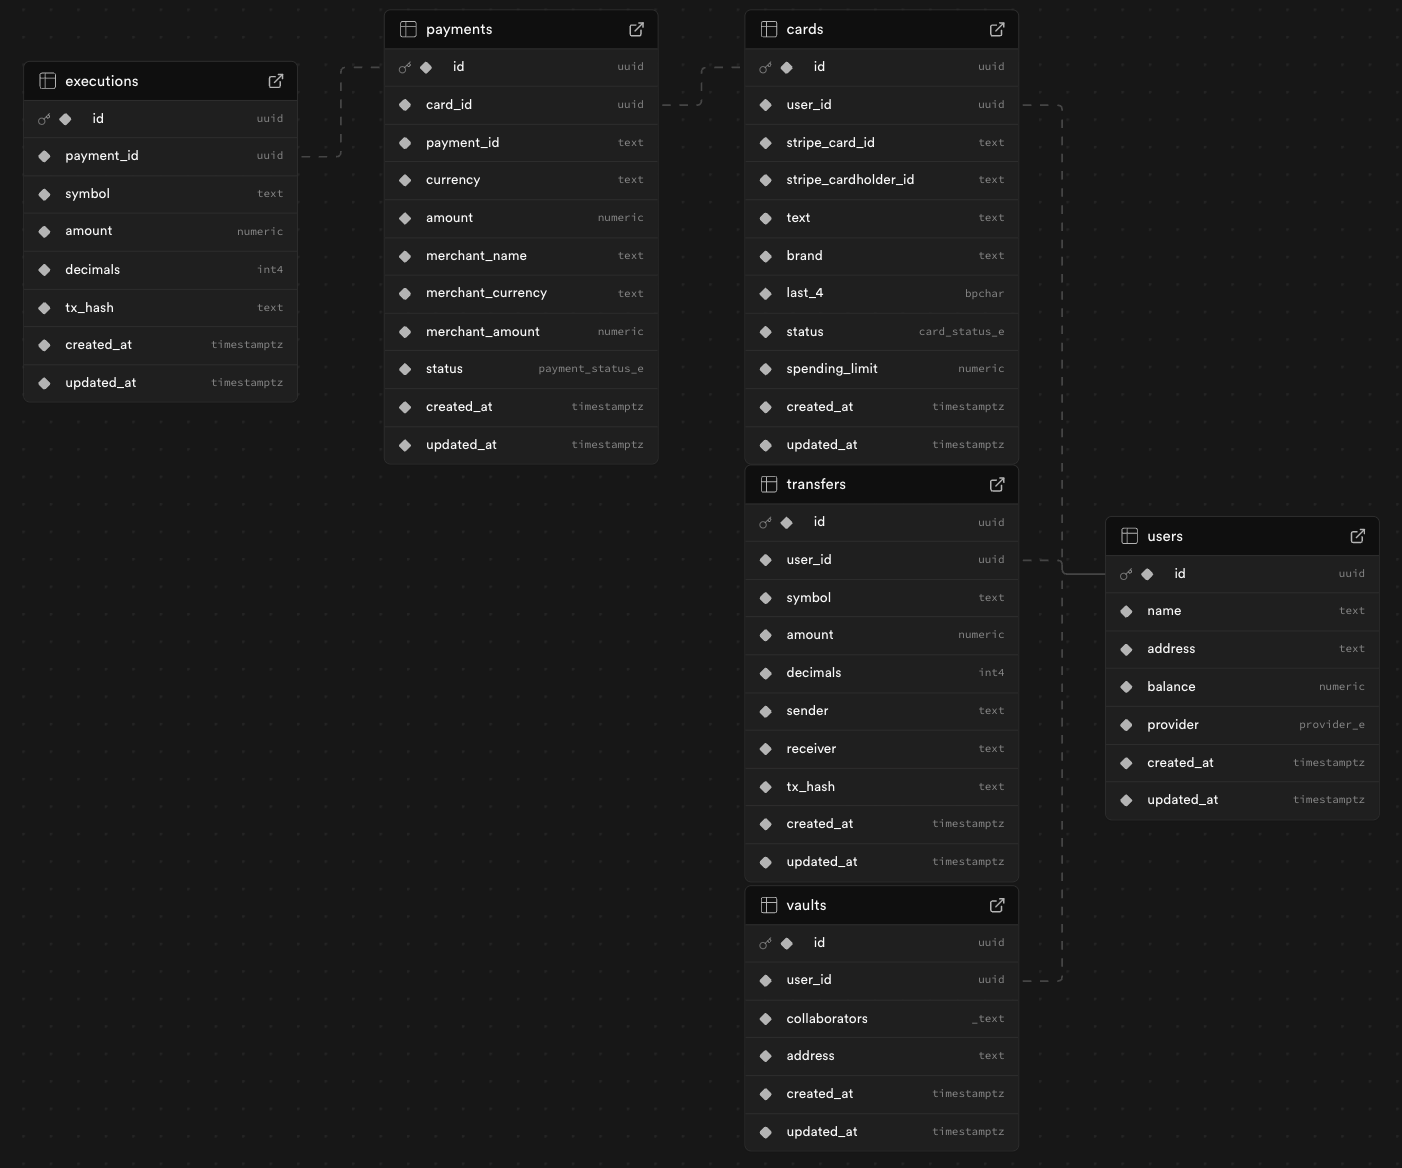 executions
id uuid
payment_id uuid
symbol text
amount numeric
decimals int4
tx_hash text
created_at timestamptz
updated_at timestamptz
payments
id uuid
card_id uuid
payment_id text
currency text
amount numeric
merchant_name text
merchant_currency text
merchant_amount numeric
status payment_status_e
created_at timestamptz
updated_at timestamptz
cards
id uuid
user_id uuid
stripe_card_id text
stripe_cardholder_id text
text text
brand text
last_4 bpchar
status card_status_e
spending_limit numeric
created_at timestamptz
updated_at timestamptz
transfers
id uuid
user_id uuid
symbol text
amount numeric
decimals int4
sender text
receiver text
tx_hash text
created_at timestamptz
updated_at timestamptz
vaults
id uuid
user_id uuid
collaborators _text
address text
created_at timestamptz
updated_at timestamptz
users
id uuid
name text
address text
balance numeric
provider provider_e
created_at timestamptz
updated_at timestamptz